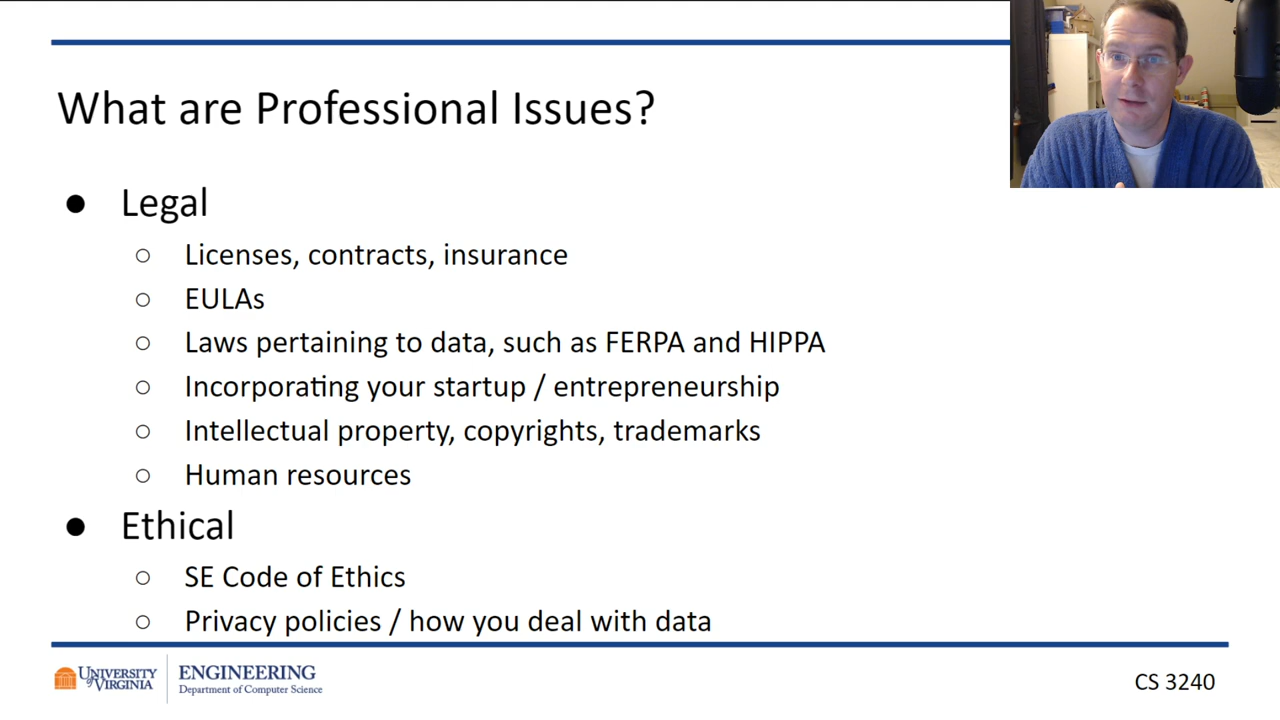 What are Professional Issues?
● Legal
○ Licenses, contracts, insurance
○ EULAs
○ Laws pertaining to data, such as FERPA and HIPPA
○ Incorporating your startup / entrepreneurship
○ Intellectual property, copyrights, trademarks
○ Human resources
● Ethical
○ SE Code of Ethics
○ Privacy policies / how you deal with data
UNIVERSITY of VIRGINIA
ENGINEERING
Department of Computer Science
CS 3240